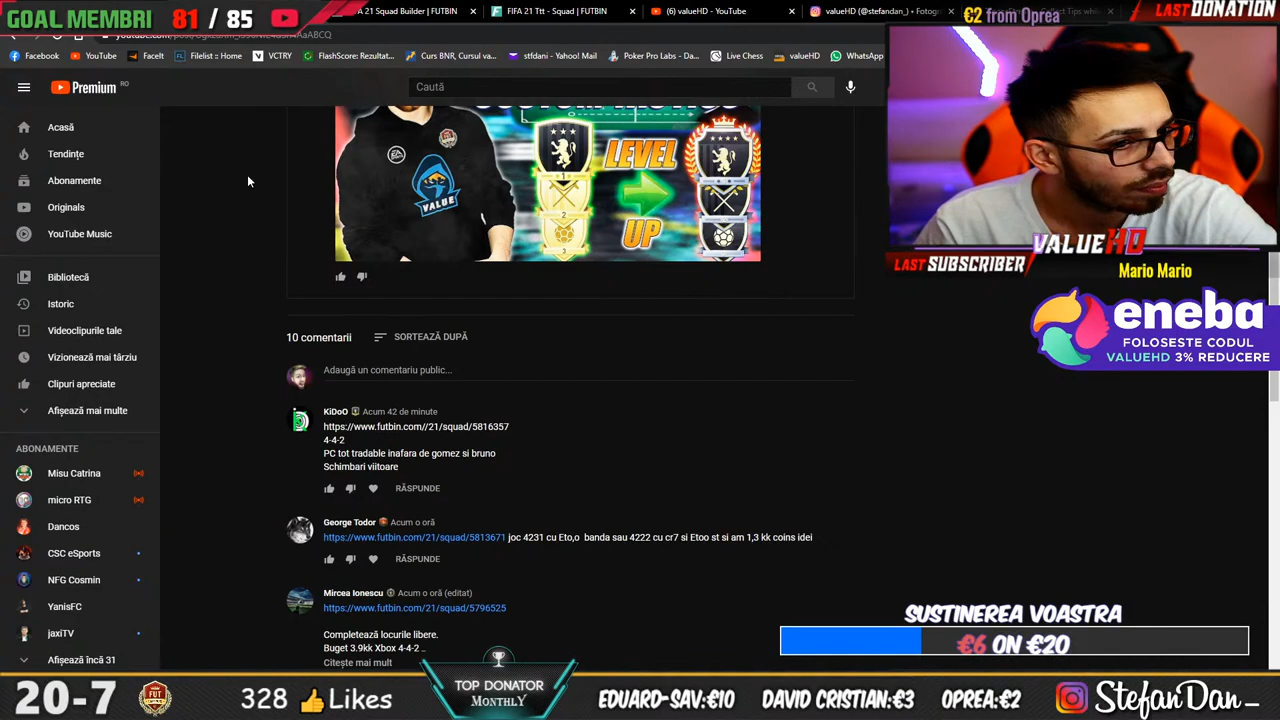 GOAL MEMBRI 81 / 85
FIFA 21 Squad Builder | FUTBIN
FIFA 21 Ttt - Squad | FUTBIN
(6) valueHD - YouTube
valueHD (@stefandan_) • Fotogr
€2 from Oprea
LAST DONATION
Facebook
YouTube
FaceIt
Filelist :: Home
VCTRY
FlashScore: Rezultat...
Curs BNR, Cursul va...
stfdani - Yahoo! Mail
Poker Pro Labs - Da...
Live Chess
valueHD
WhatsApp
Premium RO
Caută
Acasă
Tendințe
Abonamente
Originals
YouTube Music
Bibliotecă
Istoric
Videoclipurile tale
Vizionează mai târziu
Clipuri apreciate
Afișează mai multe
ABONAMENTE
Misu Catrina
micro RTG
Dancos
CSC eSports
NFG Cosmin
YanisFC
jaxiTV
Afișează încă 31
CUSTOM TACTICS
EA
VALUE
1
2
3
LEVEL
UP
10 comentarii
SORTEAZĂ DUPĂ
Adaugă un comentariu public...
KiDoO Acum 42 de minute
https://www.futbin.com//21/squad/5816357
4-4-2
PC tot tradable inafara de gomez si bruno
Schimbari viitoare
RĂSPUNDE
George Todor Acum o oră
https://www.futbin.com/21/squad/5813671 joc 4231 cu Eto,o banda sau 4222 cu cr7 si Etoo st si am 1,3 kk coins idei
RĂSPUNDE
Mircea Ionescu Acum o oră (editat)
https://www.futbin.com/21/squad/5796525
Completează locurile libere.
Buget 3.9kk Xbox 4-4-2 ..
Citește mai mult
VALUEHD
LAST SUBSCRIBER
Mario Mario
eneba
FOLOSESTE CODUL
VALUEHD 3% REDUCERE
SUSTINEREA VOASTRA
€6 ON €20
20-7
FUT
328 Likes
TOP DONATOR
MONTHLY
EDUARD-SAV:€10 DAVID CRISTIAN:€3 OPREA:€2
StefanDan_